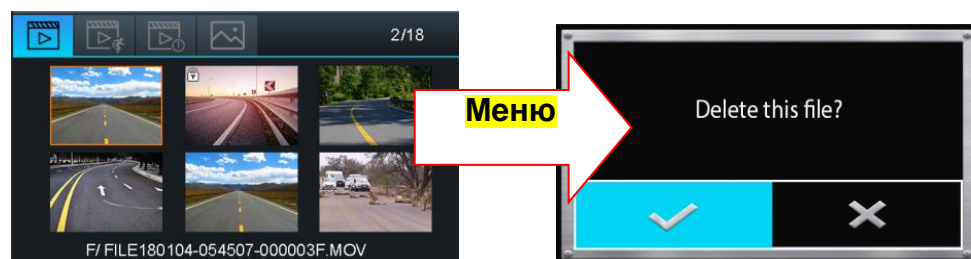 2/18
Меню
Delete this file?
F/ FILE180104-054507-000003F.MOV